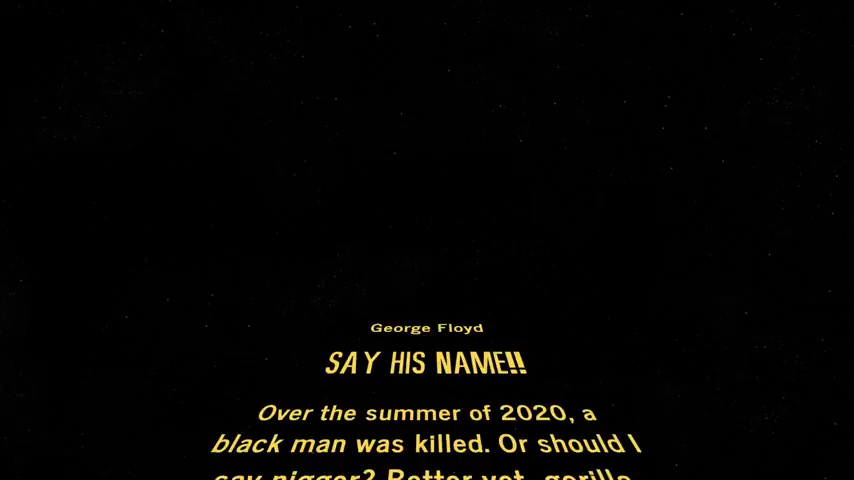 George Floyd
SAY HIS NAME!!
Over the summer of 2020, a
black man was killed. Or should I
say nigger? Better yet, gorilla